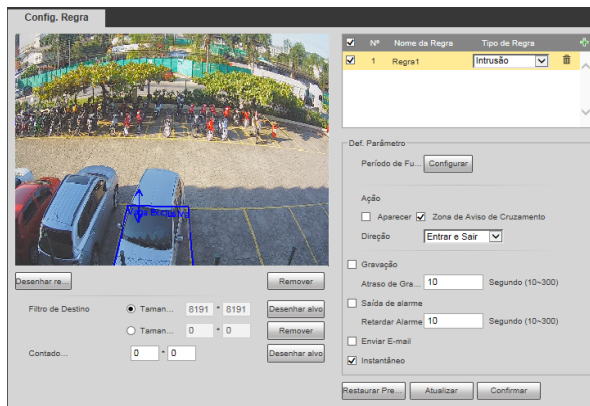 Config. Regra
Nº Nome da Regra Tipo de Regra
1 Regra1 Intrusão
Vaga Exclusiva
Def. Parâmetro
Período de Fu... Configurar
Ação
Aparecer Zona de Aviso de Cruzamento
Direção Entrar e Sair
Gravação
Atraso de Gra... 10 Segundo (10~300)
Saída de alarme
Retardar Alarme 10 Segundo (10~300)
Enviar E-mail
Instantâneo
Restaurar Pre... Atualizar Confirmar
Desenhar re... Remover
Filtro de Destino Taman... 8191 * 8191 Desenhar alvo
Taman... 0 * 0 Remover
Contado... 0 * 0 Desenhar alvo